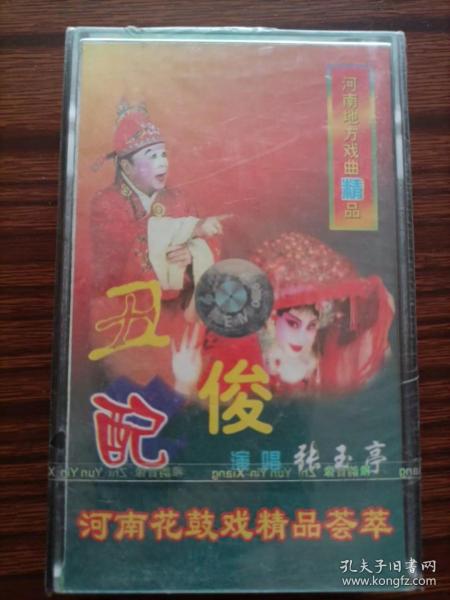 河南地方戏曲精品
丑
配
俊
演唱 张玉亭
河南花鼓戏精品荟萃
孔夫子旧书网
www.kongfz.com